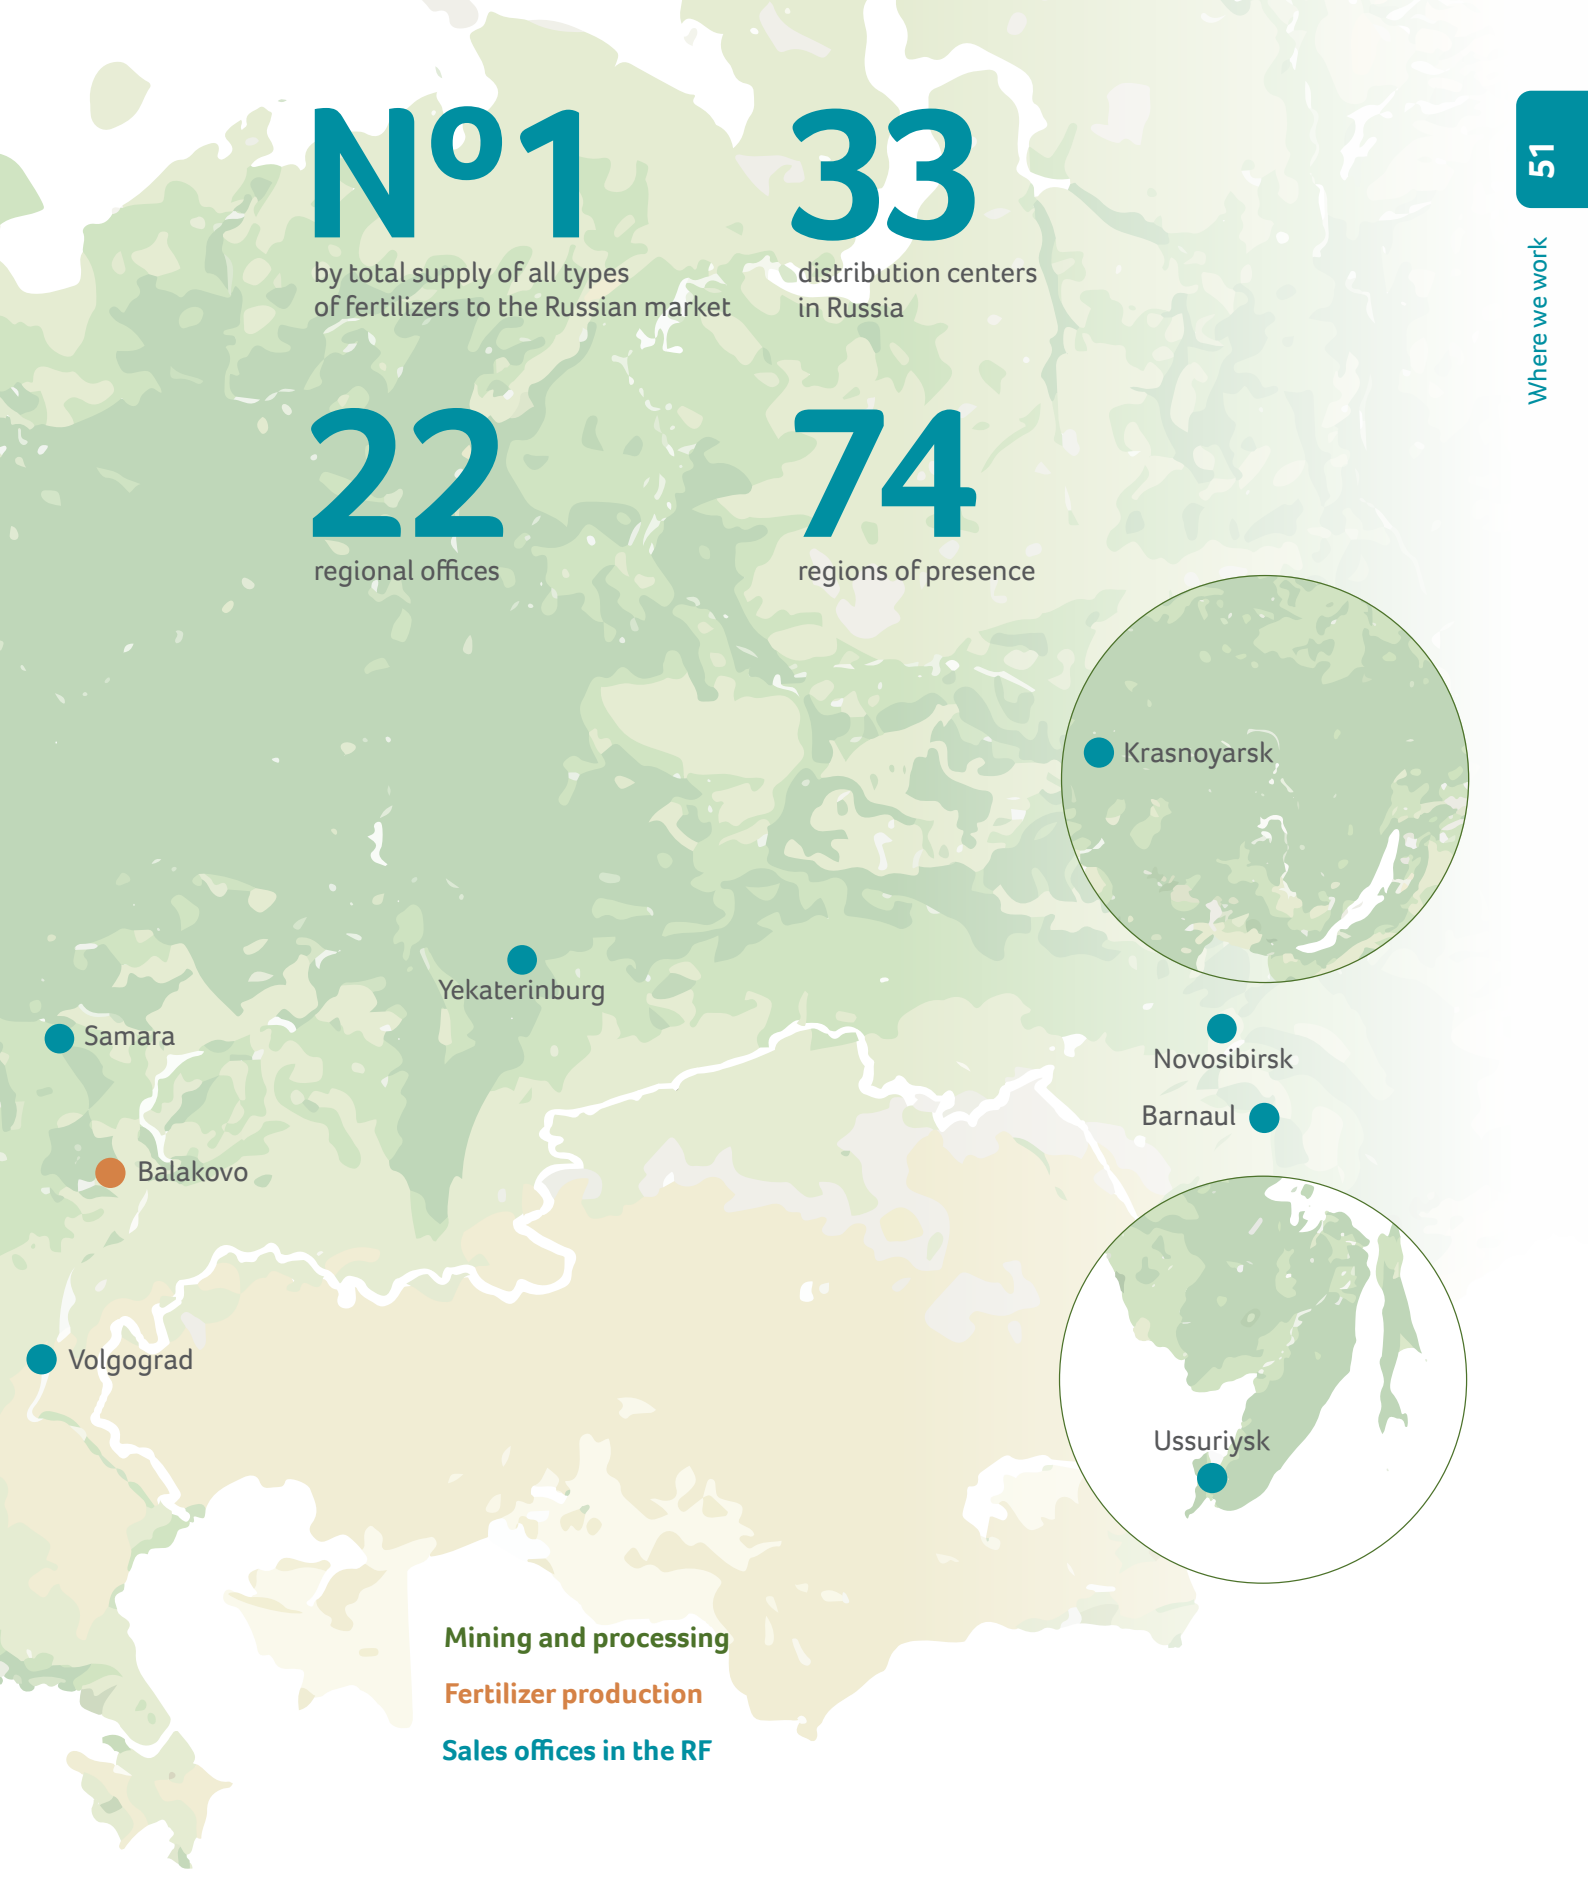 Nº1
by total supply of all types
of fertilizers to the Russian market
33
distribution centers
in Russia
22
regional offices
74
regions of presence
51
Where we work
Krasnoyarsk
Yekaterinburg
Samara
Novosibirsk
Barnaul
Balakovo
Volgograd
Ussuriysk
Mining and processing
Fertilizer production
Sales offices in the RF